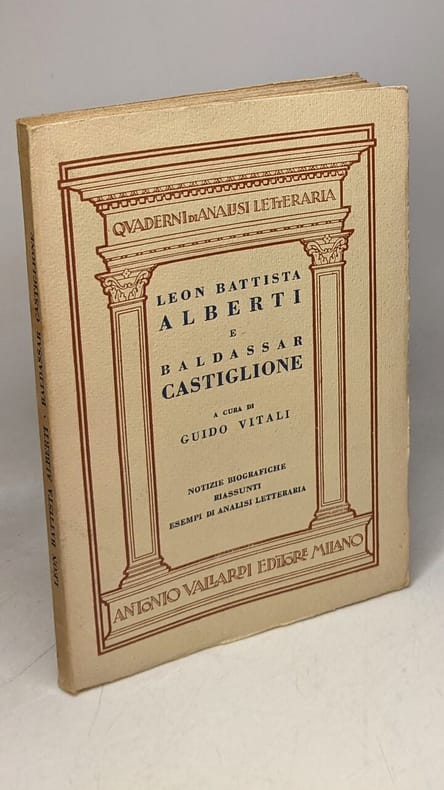 QVADERNI DI ANALISI LETTERARIA
LEON BATTISTA
ALBERTI
E
BALDASSAR
CASTIGLIONE
A CURA DI
GUIDO VITALI
NOTIZIE BIOGRAFICHE
RIASSUNTI
ESEMPI DI ANALISI LETTERARIA
ANTONIO VALLARDI EDITORE MILANO
LEON BATTISTA ALBERTI - BALDASSAR CASTIGLIONE